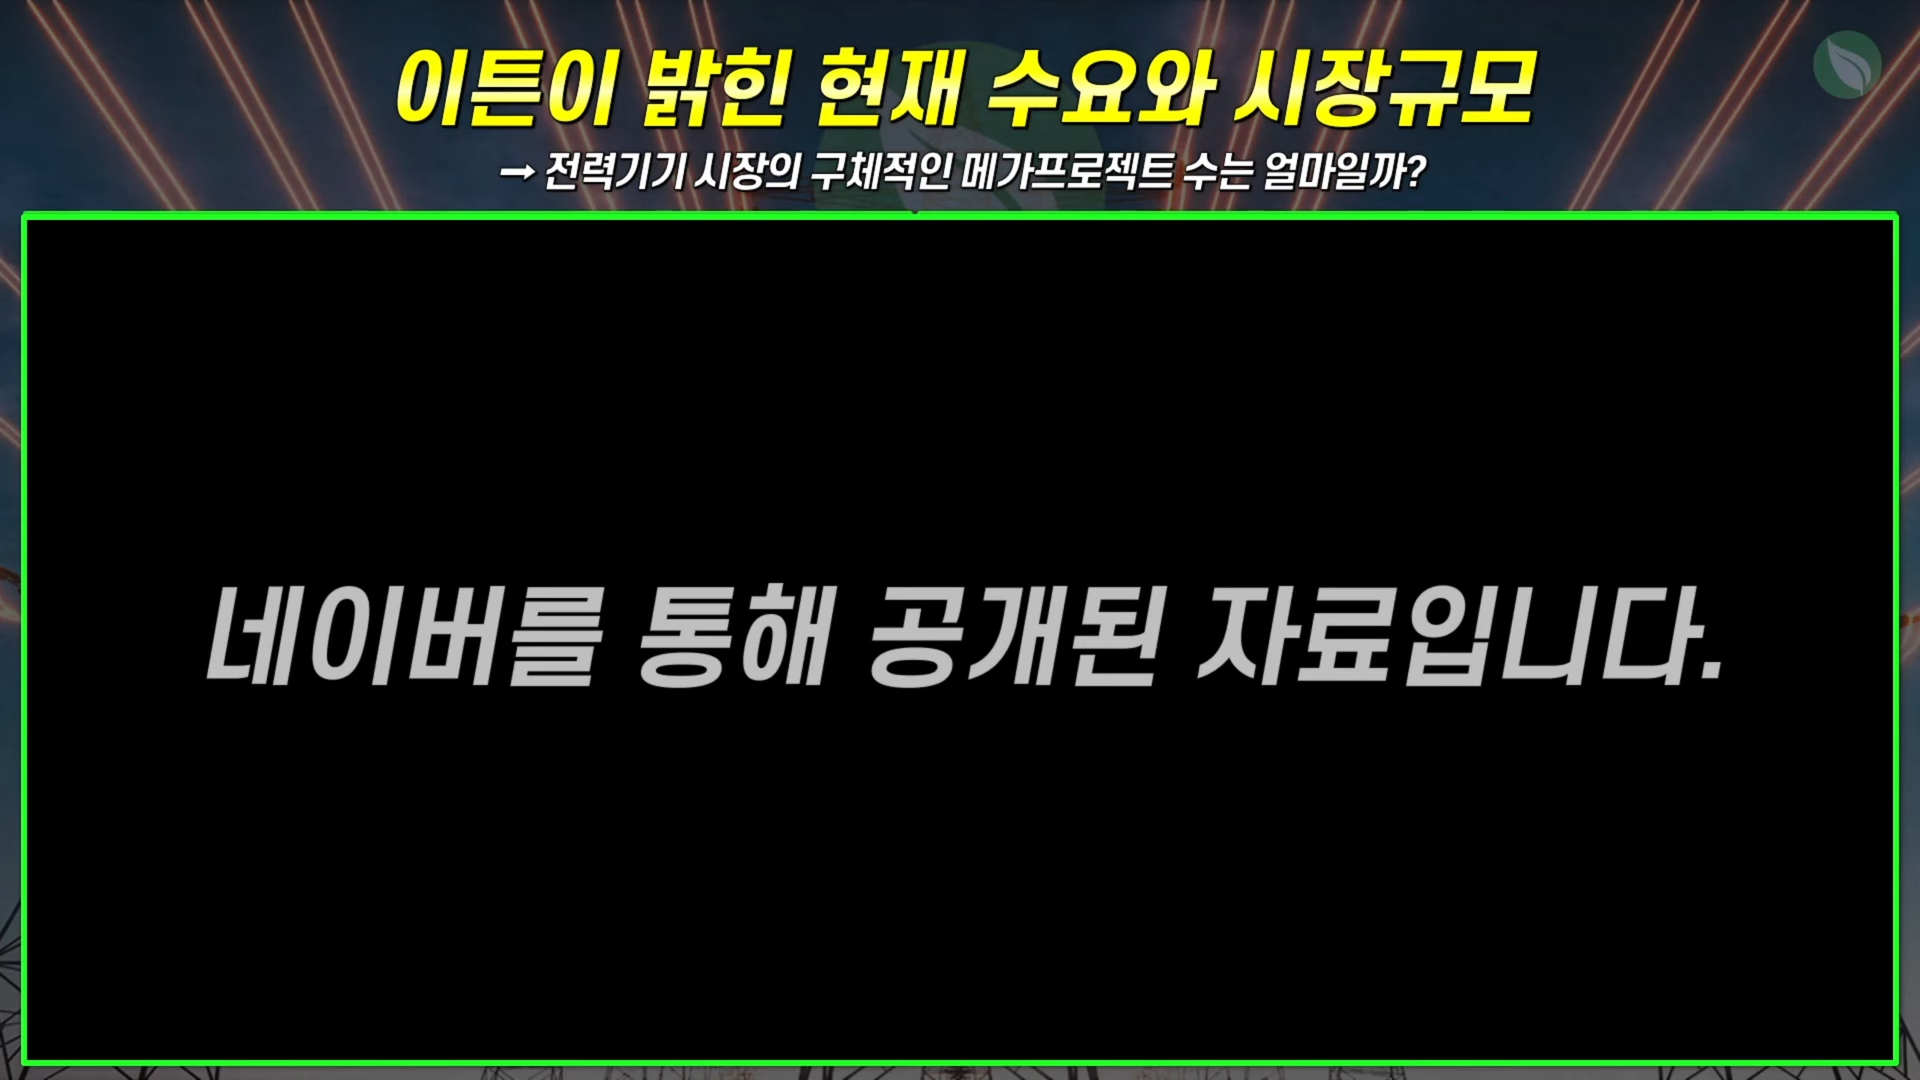 이튼이 밝힌 현재 수요와 시장규모
→ 전력기기 시장의 구체적인 메가프로젝트 수는 얼마일까?
네이버를 통해 공개된 자료입니다.